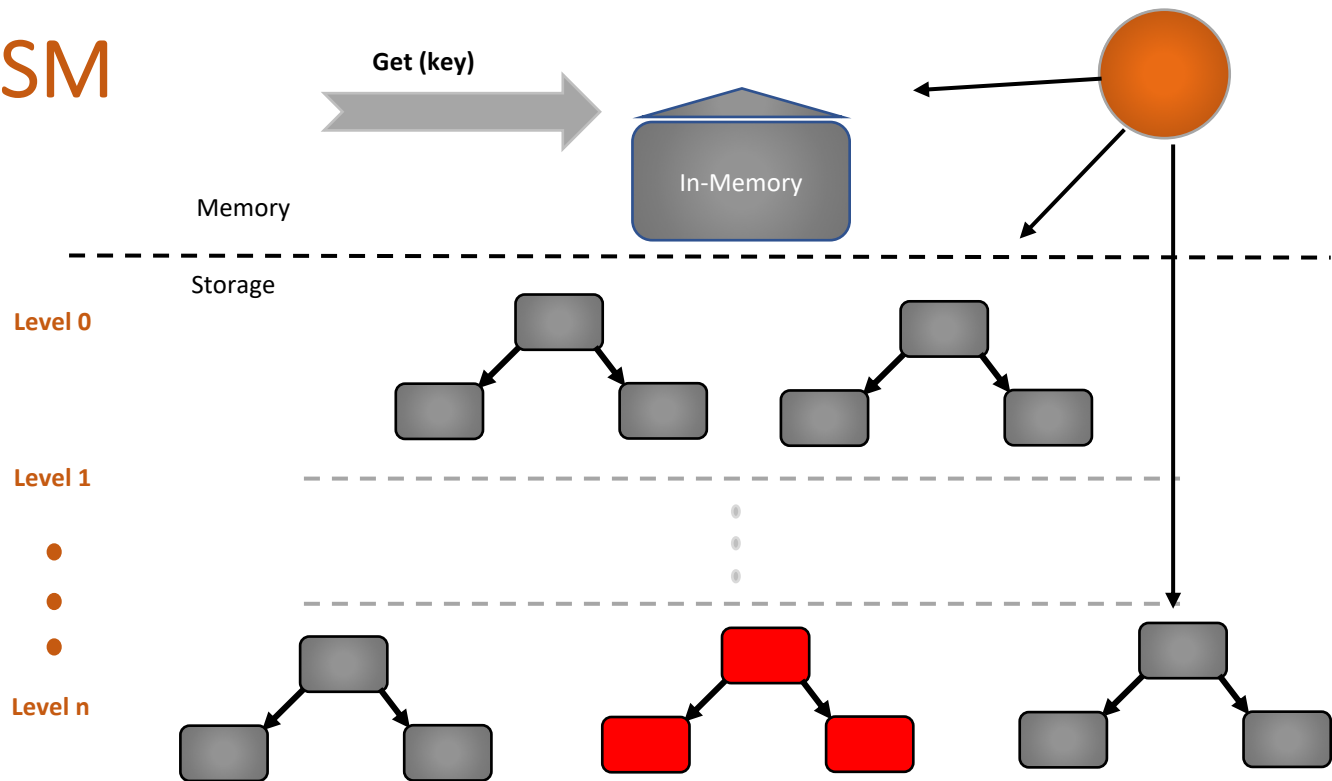 SM
Get (key)
In-Memory
Memory
Storage
Level 0
Level 1
Level n